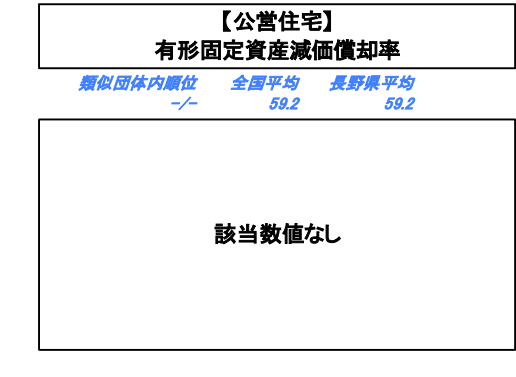 【公営住宅】
有形固定資産減価償却率
類似団体内順位 全国平均 長野県平均
-/- 59.2 59.2
該当数値なし